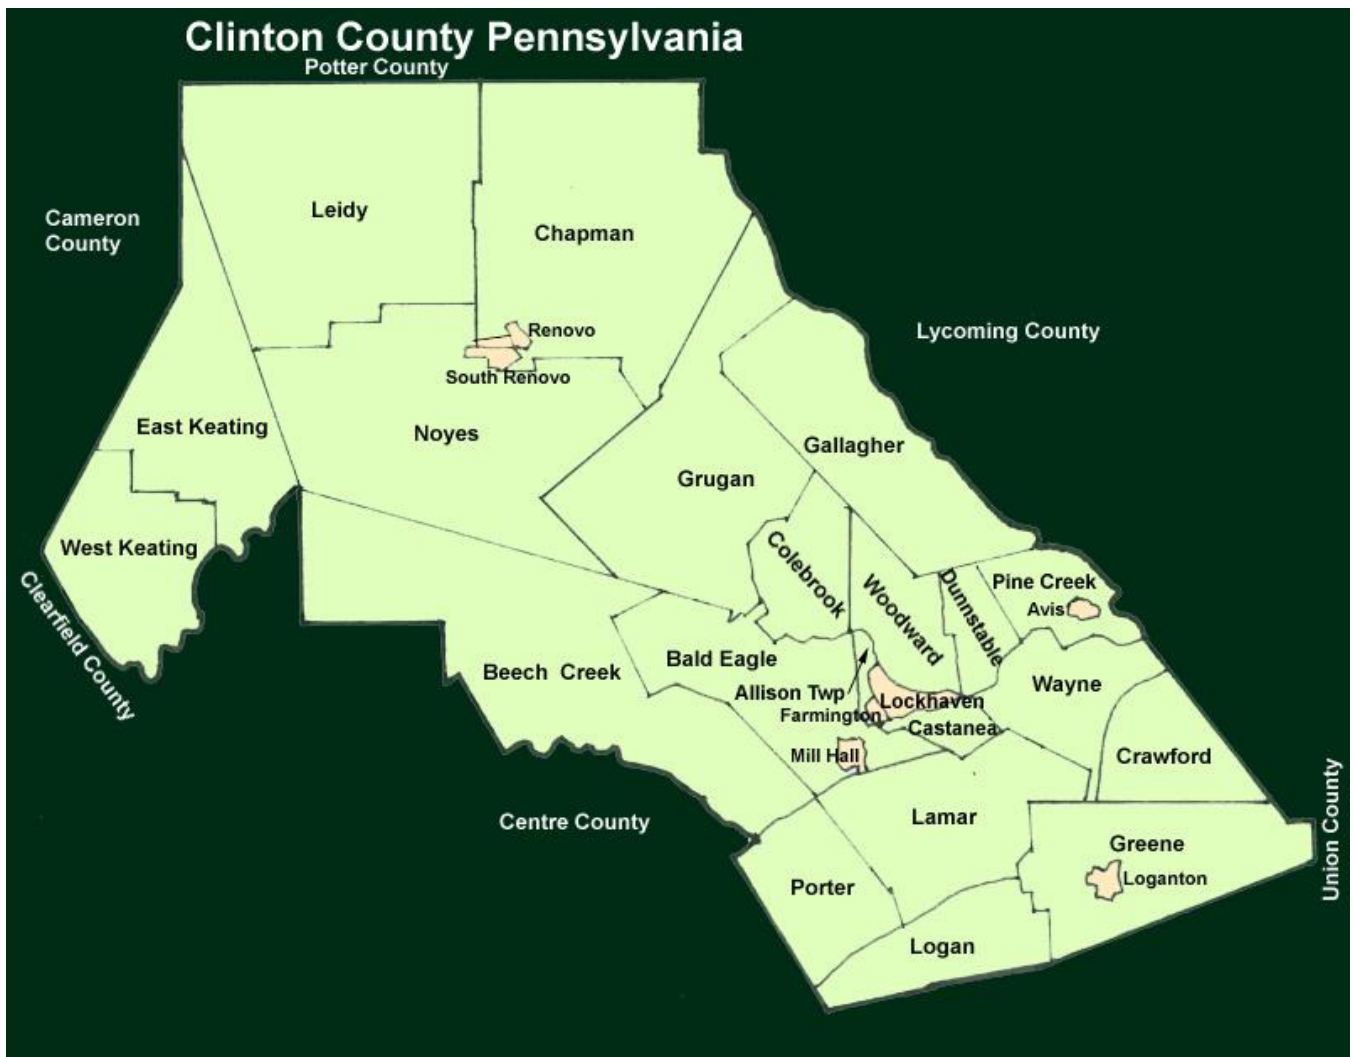 Clinton County Pennsylvania
Potter County
Leidy
Cameron
County
Chapman
Renovo
Lycoming County
South Renovo
East Keating
Noyes
Gallagher
Grugan
West Keating
Colebrook
Woodward
Dunnstable
Pine Creek
Avis
Clearfield County
Bald Eagle
Beech Creek
Wayne
Allison Twp
Lockhaven
Farmington
Castanea
Mill Hall
Crawford
Centre County
Lamar
Union County
Greene
Loganton
Porter
Logan